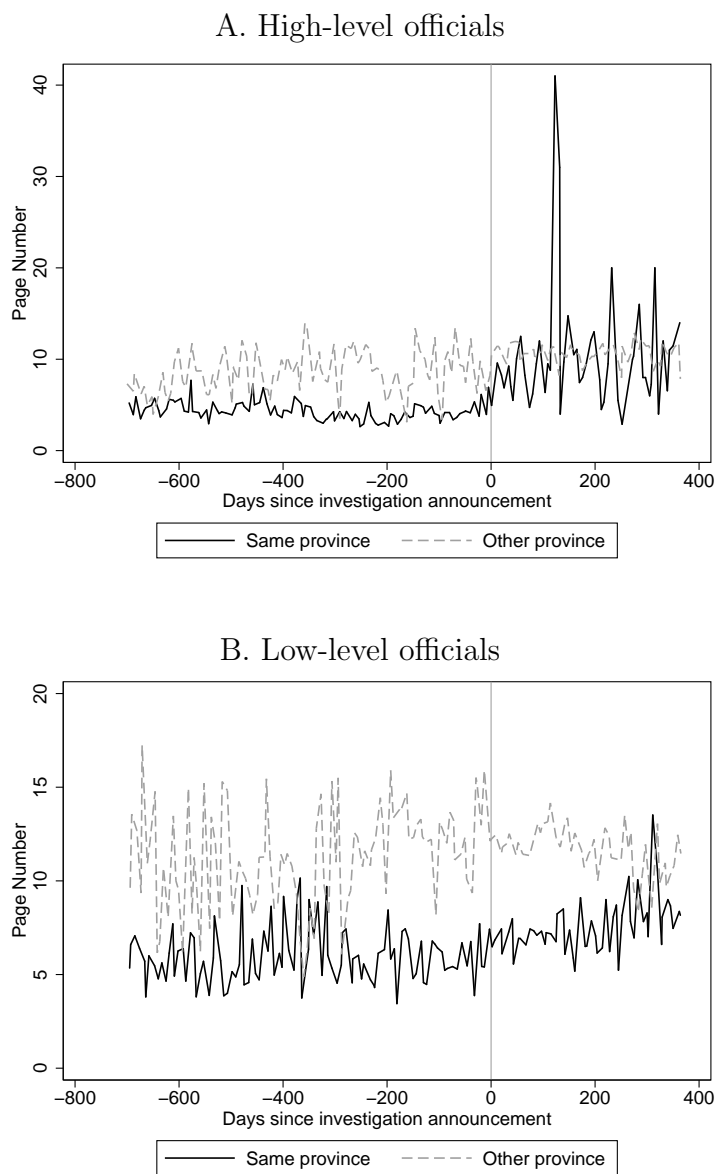 A. High-level officials
40
30
20
10
0
Page Number
−800 −600 −400 −200 0 200 400
Days since investigation announcement
Same province Other province
B. Low-level officials
20
15
10
5
0
Page Number
−800 −600 −400 −200 0 200 400
Days since investigation announcement
Same province Other province